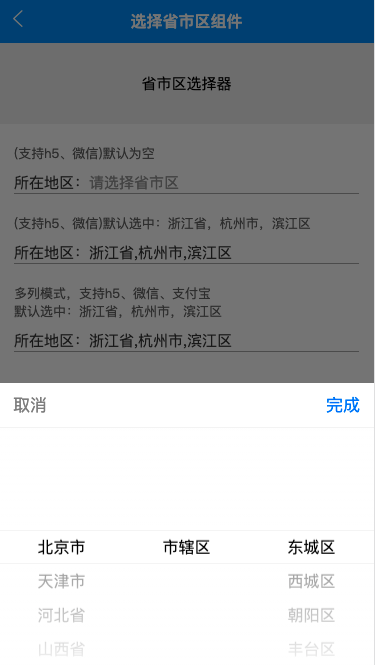 选择省市区组件
省市区选择器
(支持h5、微信)默认为空
所在地区：请选择省市区
(支持h5、微信)默认选中：浙江省，杭州市，滨江区
所在地区：浙江省,杭州市,滨江区
多列模式，支持h5、微信、支付宝
默认选中：浙江省，杭州市，滨江区
所在地区：浙江省,杭州市,滨江区
取消 完成
北京市 市辖区 东城区
天津市 西城区
河北省 朝阳区
山西省 丰台区